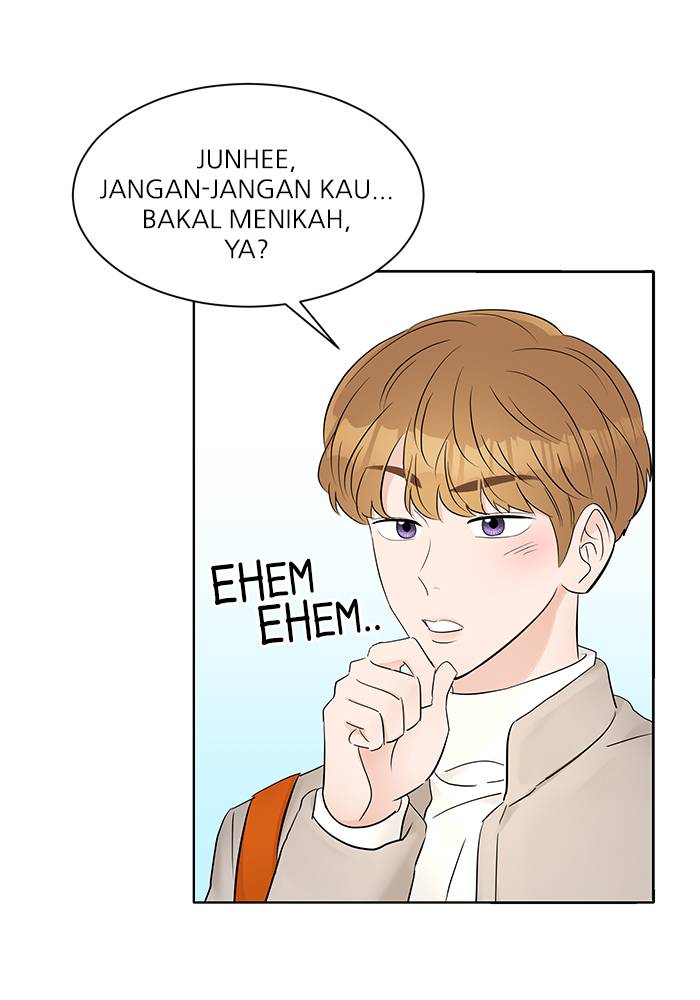 JUNHEE,
JANGAN-JANGAN KAU...
BAKAL MENIKAH,
YA?
EHEM
EHEM..